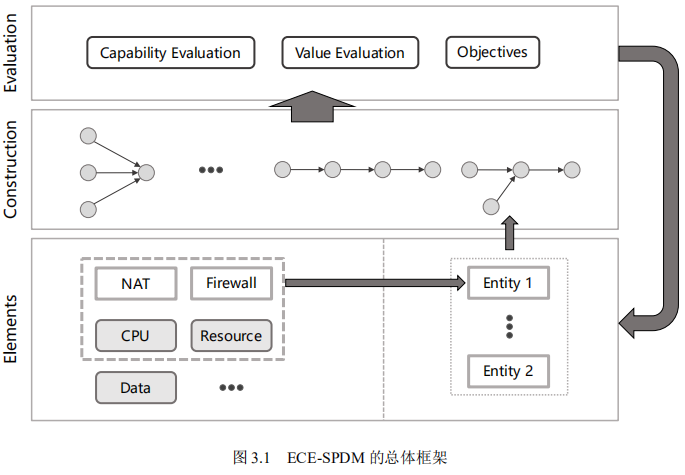 Evaluation
Capability Evaluation
Value Evaluation
Objectives
Construction
Elements
NAT
Firewall
CPU
Resource
Data
Entity 1
Entity 2
图 3.1 ECE-SPDM 的总体框架